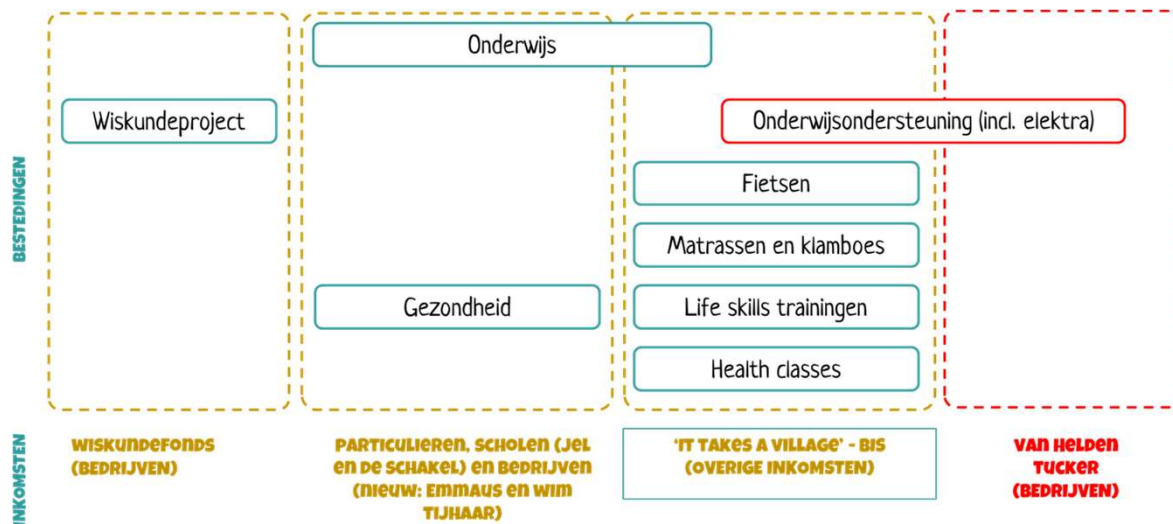 Onderwijs
Wiskundeproject
Onderwijsondersteuning (incl. elektra)
Fietsen
Matrassen en klamboes
Gezondheid
Life skills trainingen
Health classes
BESTEDINGEN
INKOMSTEN
WISKUNDEFONDS
(BEDRIJVEN)
PARTICULIEREN, SCHOLEN (JEL
EN DE SCHAKEL) EN BEDRIJVEN
(NIEUW: EMMAUS EN WIM
TIJHAAR)
‘IT TAKES A VILLAGE’ - BIS
(OVERIGE INKOMSTEN)
VAN HELDEN
TUCKER
(BEDRIJVEN)